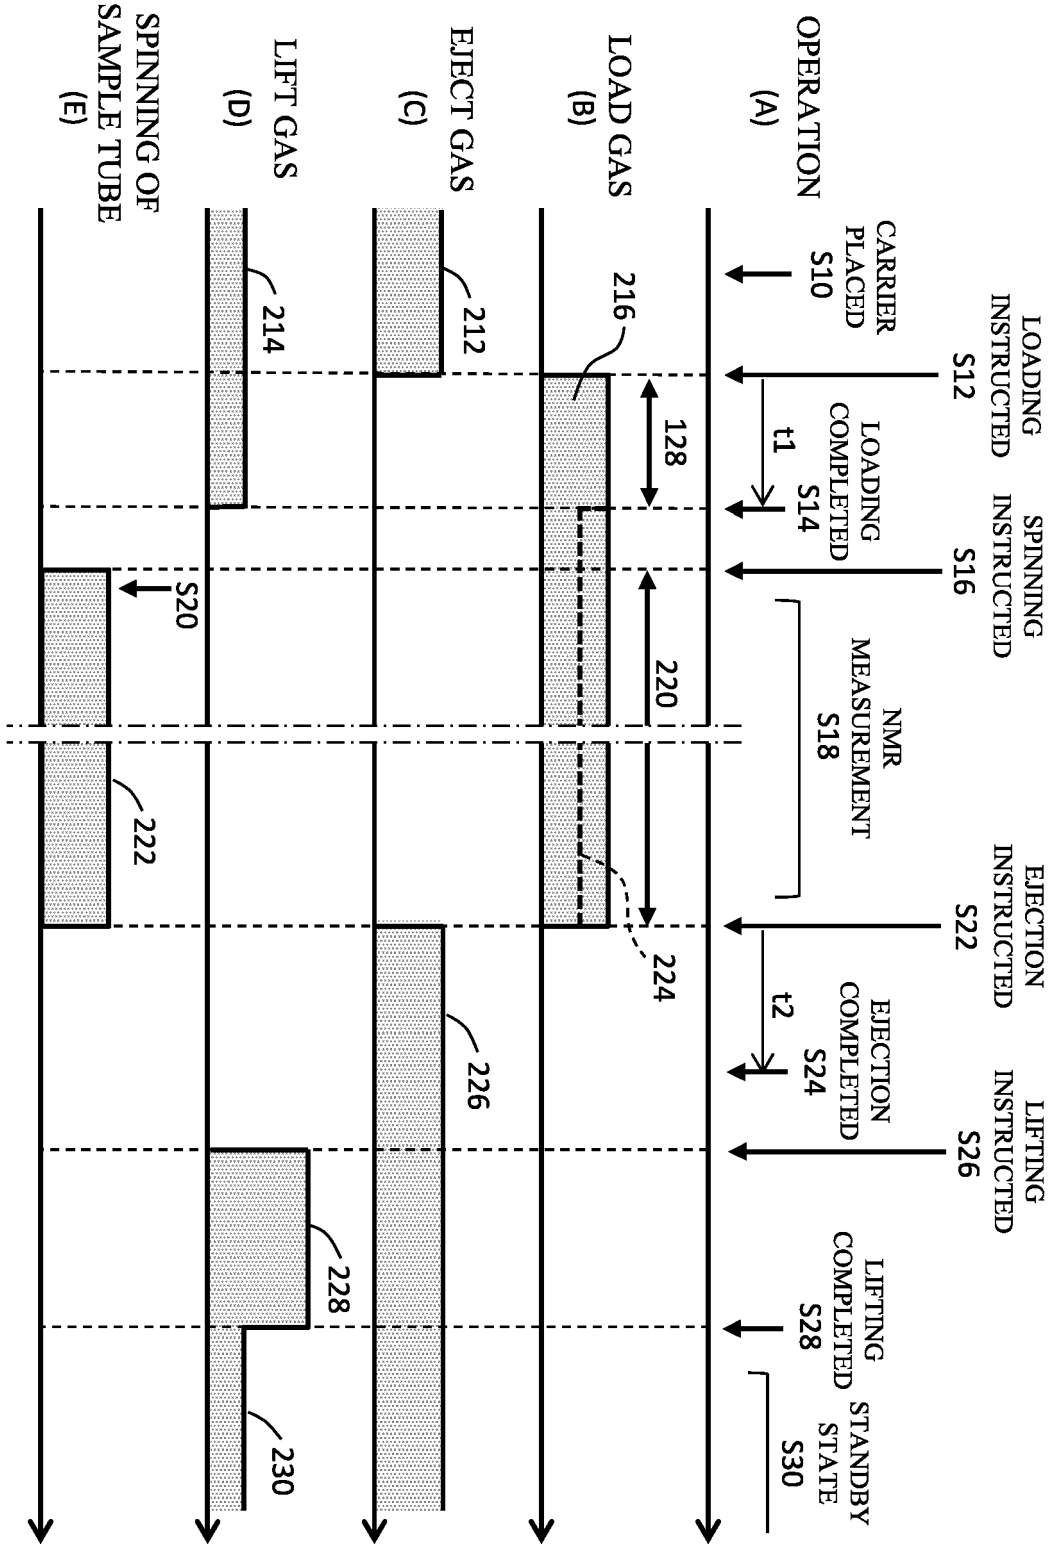 LOADING
INSTRUCTED
S12
SPINNING
INSTRUCTED
S16
EJECTION
INSTRUCTED
S22
LIFTING
INSTRUCTED
S26
OPERATION
(A)
CARRIER
PLACED
S10
t1
LOADING
COMPLETED
S14
NMR
MEASUREMENT
S18
t2
EJECTION
COMPLETED
S24
LIFTING
COMPLETED
S28
STANDBY
STATE
S30
LOAD GAS
(B)
216
128
220
224
EJECT GAS
(C)
212
226
LIFT GAS
(D)
214
228
230
SPINNING OF
SAMPLE TUBE
(E)
S20
222